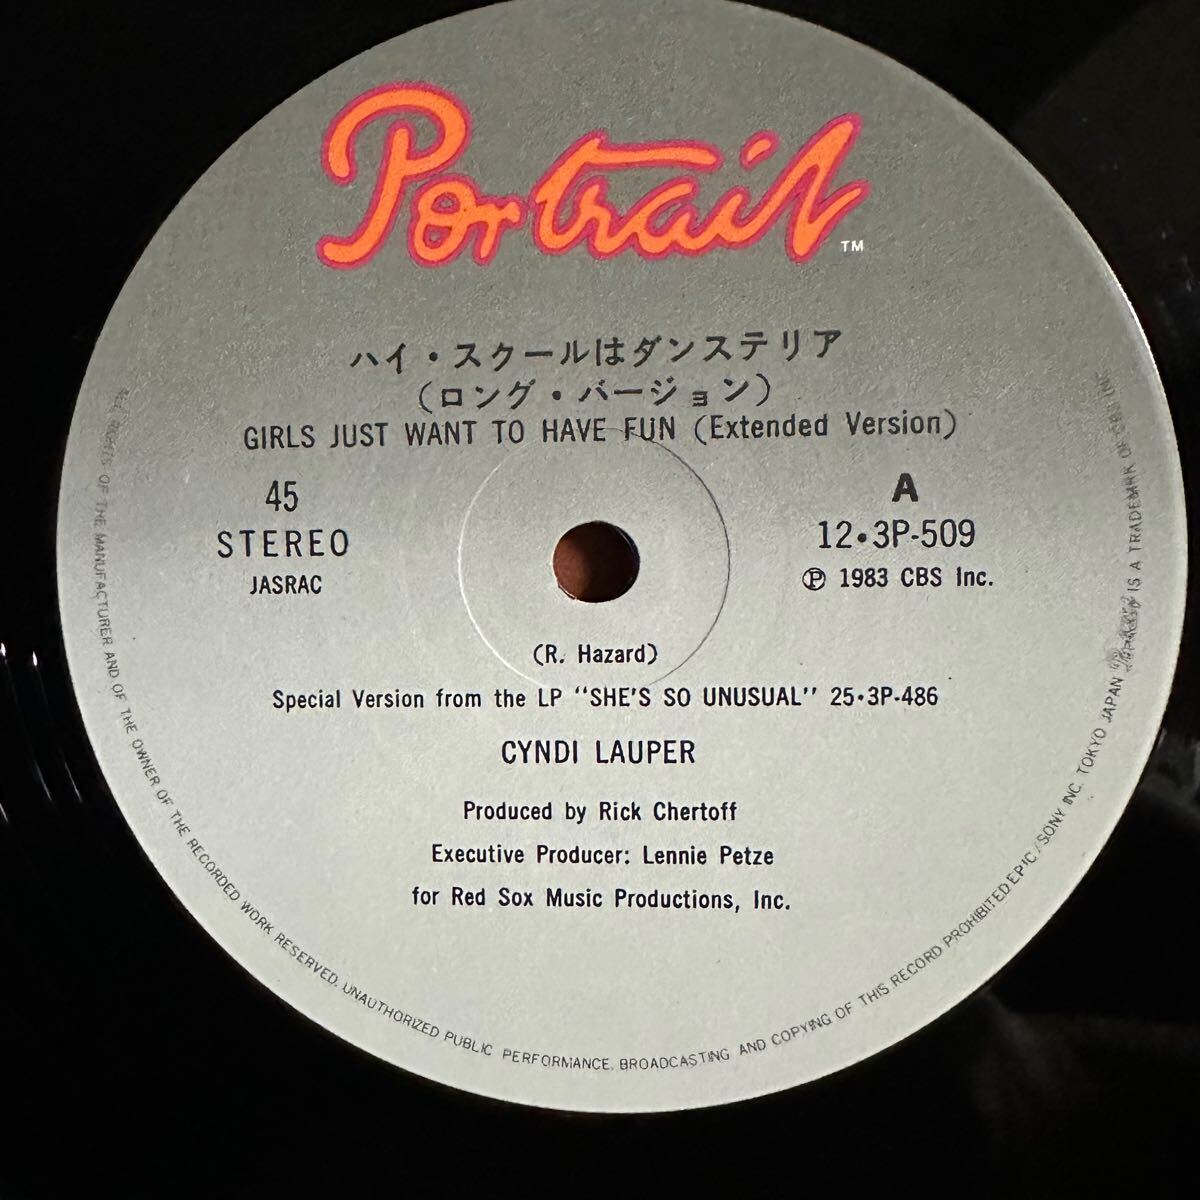 Portrait™
ハイ・スクールはダンステリア
(ロング・バージョン)
GIRLS JUST WANT TO HAVE FUN (Extended Version)
45
STEREO
JASRAC
A
12・3P-509
Ⓟ 1983 CBS Inc.
(R. Hazard)
Special Version from the LP "SHE'S SO UNUSUAL" 25・3P-486
CYNDI LAUPER
Produced by Rick Chertoff
Executive Producer: Lennie Petze
for Red Sox Music Productions, Inc.
ALL RIGHTS OF THE MANUFACTURER AND OF THE OWNER OF THE RECORDED WORK RESERVED. UNAUTHORIZED PUBLIC PERFORMANCE, BROADCASTING AND COPYING OF THIS RECORD PROHIBITED EPIC/SONY INC. TOKYO JAPAN IS A TRADEMRK OF CBS INC.